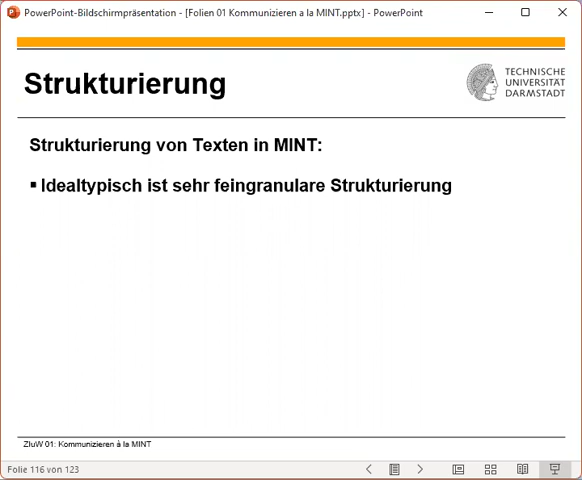 PowerPoint-Bildschirmpräsentation - [Folien 01 Kommunizieren a la MINT.pptx] - PowerPoint
Strukturierung
TECHNISCHE
UNIVERSITÄT
DARMSTADT
Strukturierung von Texten in MINT:
▪ Idealtypisch ist sehr feingranulare Strukturierung
ZIuW 01: Kommunizieren à la MINT
Folie 116 von 123